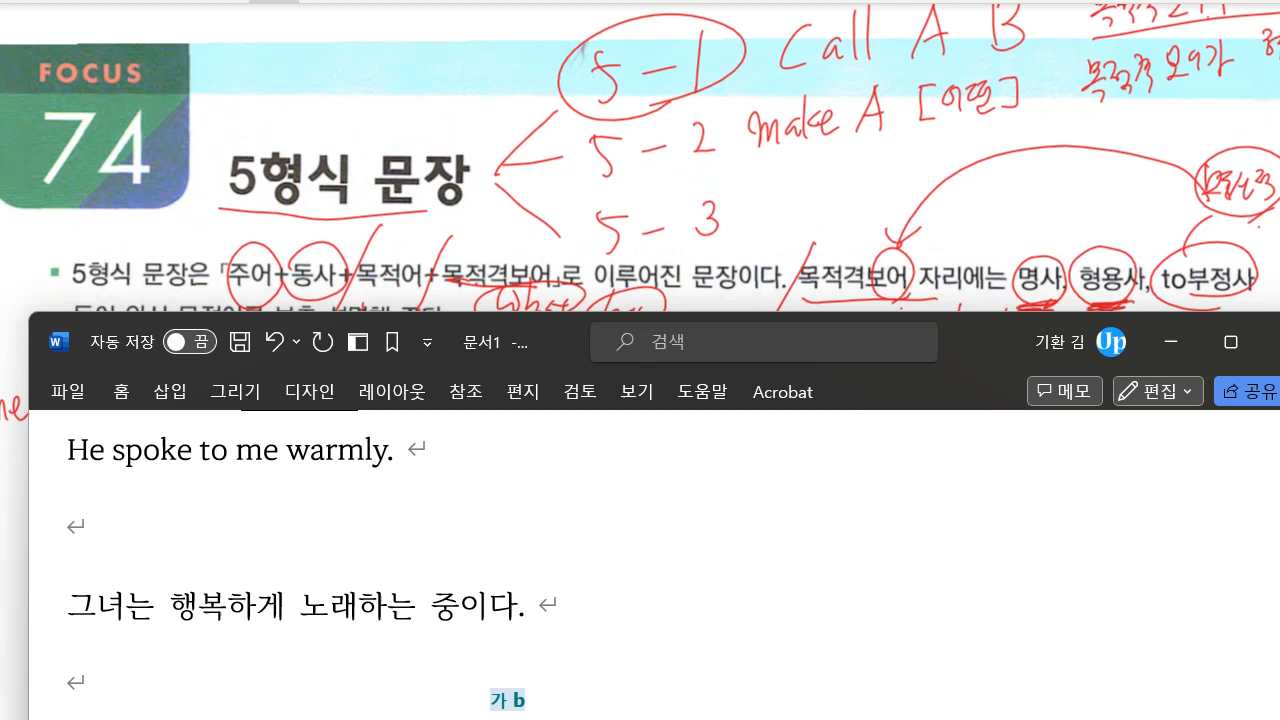 5 – 1 Call A B
목적격 보어가
FOCUS
74
5형식 문장
5 – 2 make A [어떤]
5 – 3
5형식 문장은 「주어+동사+목적어+목적격보어」로 이루어진 문장이다. 목적격보어 자리에는 명사, 형용사, to부정사
자동 저장 끔 문서1 -... 검색 기환 김 Up
파일 홈 삽입 그리기 디자인 레이아웃 참조 편지 검토 보기 도움말 Acrobat 메모 편집 공유
He spoke to me warmly.
그녀는 행복하게 노래하는 중이다.
가 b